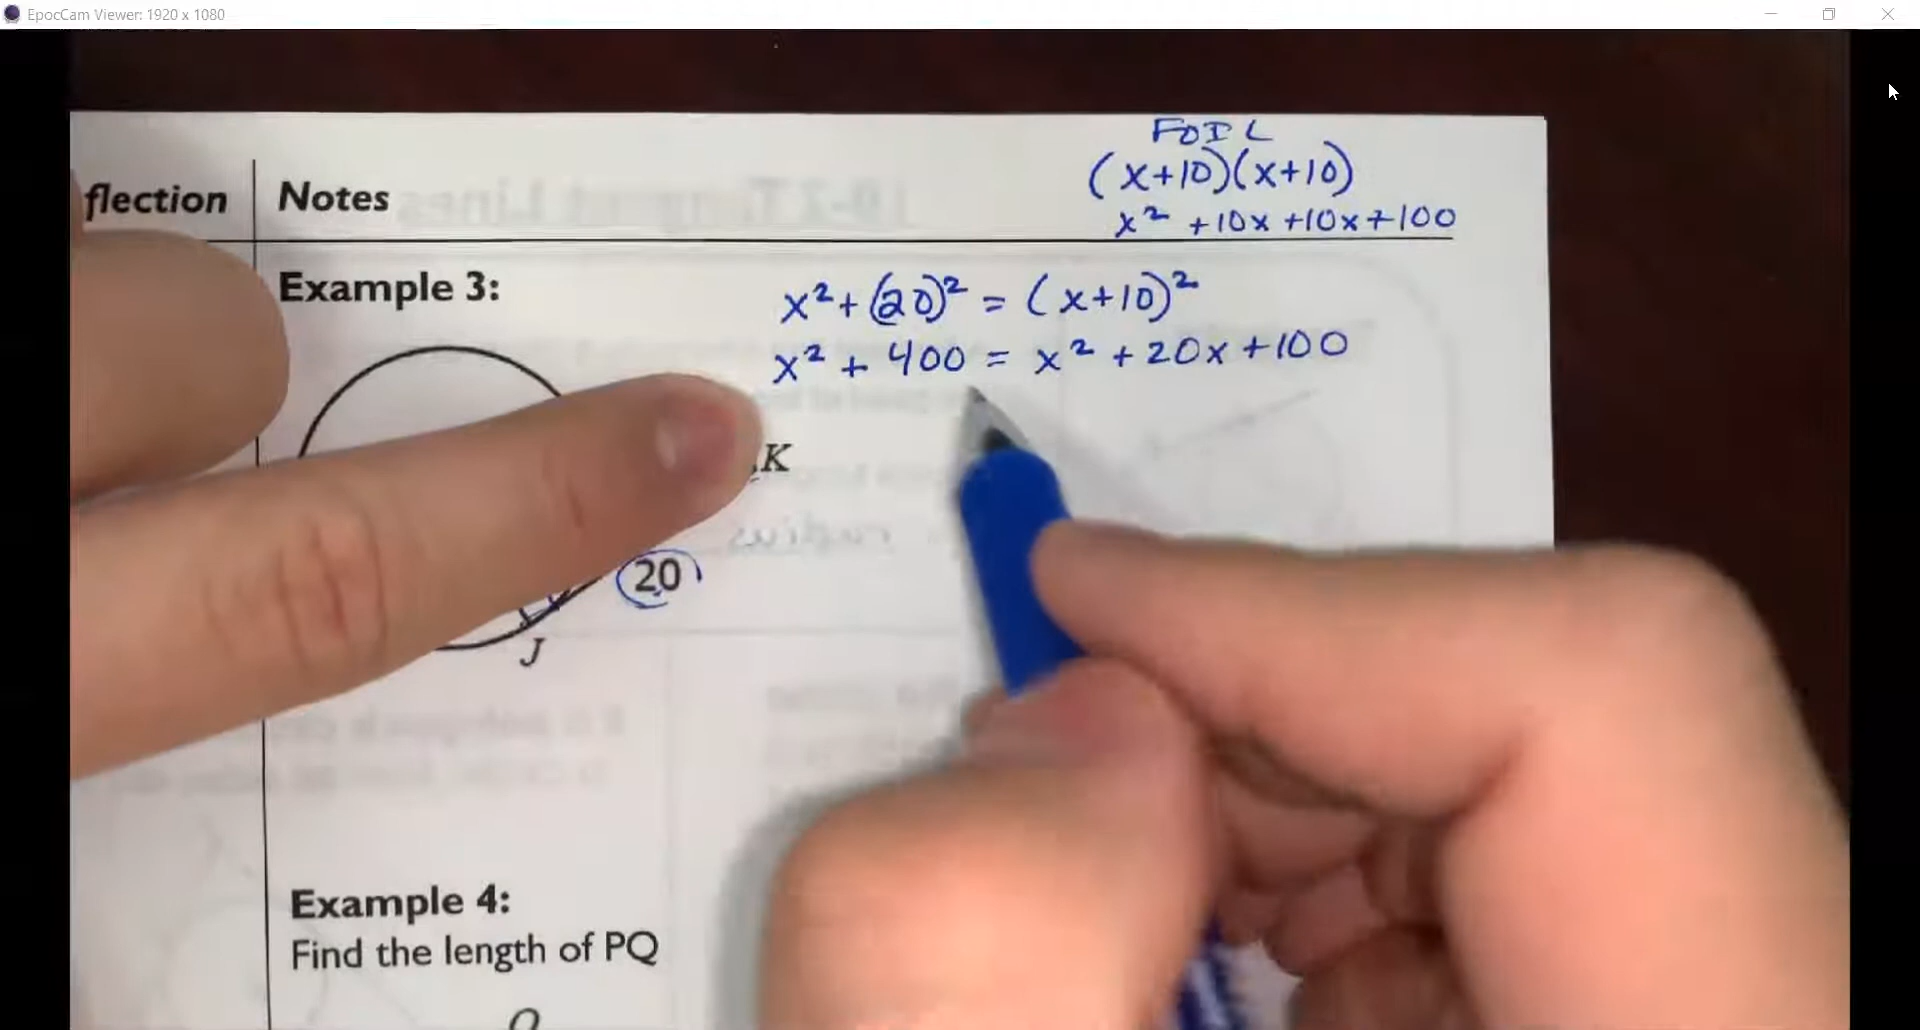 EpocCam Viewer: 1920 x 1080
FOIL
(x+10)(x+10)
x² +10x +10x +100
flection
Notes
Example 3:
x² + (20)² = (x+10)²
x² + 400 = x² + 20x + 100
K
radius
20
J
Example 4:
Find the length of PQ
Q